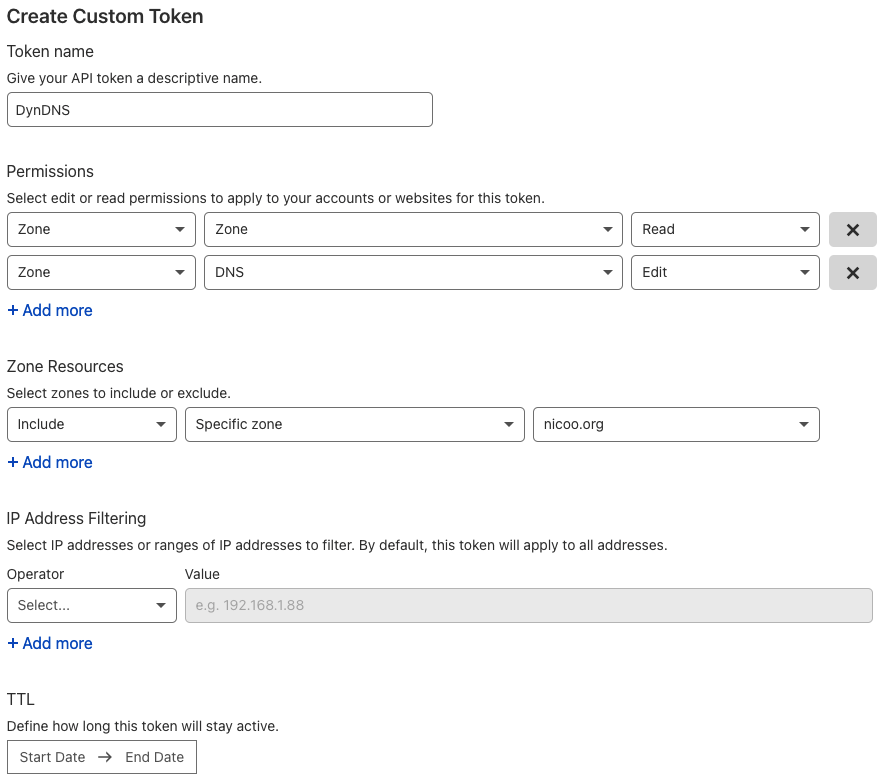 Create Custom Token
Token name
Give your API token a descriptive name.
DynDNS
Permissions
Select edit or read permissions to apply to your accounts or websites for this token.
Zone Zone Read
Zone DNS Edit
+ Add more
Zone Resources
Select zones to include or exclude.
Include Specific zone nicoo.org
+ Add more
IP Address Filtering
Select IP addresses or ranges of IP addresses to filter. By default, this token will apply to all addresses.
Operator Value
Select... e.g. 192.168.1.88
+ Add more
TTL
Define how long this token will stay active.
Start Date → End Date